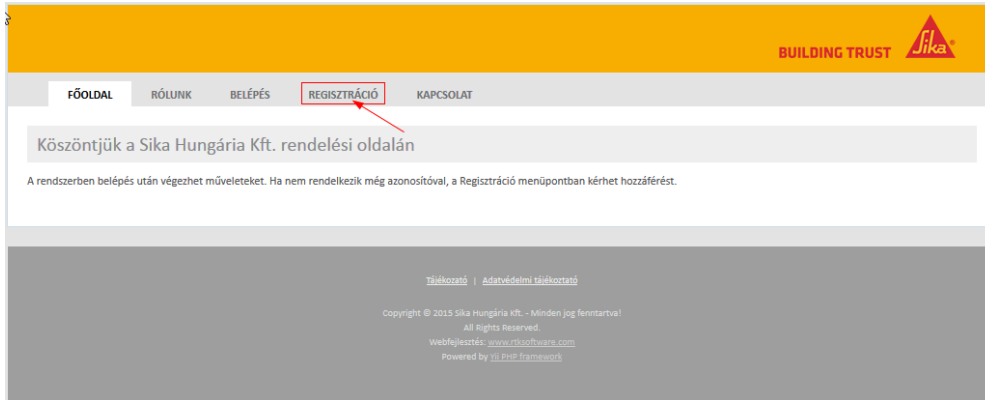 BUILDING TRUST Sika®
FŐOLDAL RÓLUNK BELÉPÉS REGISZTRÁCIÓ KAPCSOLAT
Köszöntjük a Sika Hungária Kft. rendelési oldalán
A rendszerben belépés után végezhet műveleteket. Ha nem rendelkezik még azonosítóval, a Regisztráció menüpontban kérhet hozzáférést.
Tájékozató | Adatvédelmi tájékoztató
Copyright © 2015 Sika Hungária Kft. - Minden jog fenntartva!
All Rights Reserved.
Webfejlesztés: www.rtksoftware.com
Powered by Yii PHP framework